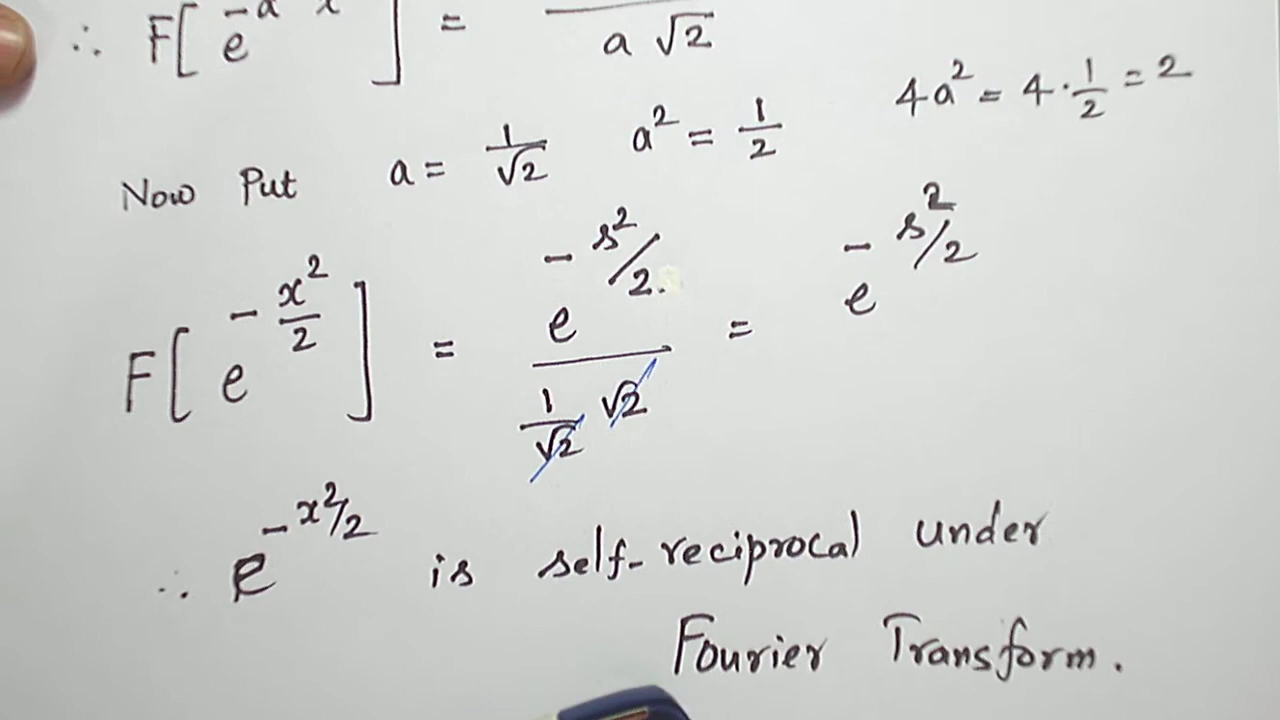 ∴ F[e^-a x] = / a √2
Now Put a = 1/√2 a² = 1/2 4a² = 4·1/2 = 2
F[e^-x²/2] = e^-s²/2. / (1/√2 √2) = e^-s²/2
∴ e^-x²/2 is self-reciprocal under
Fourier Transform.